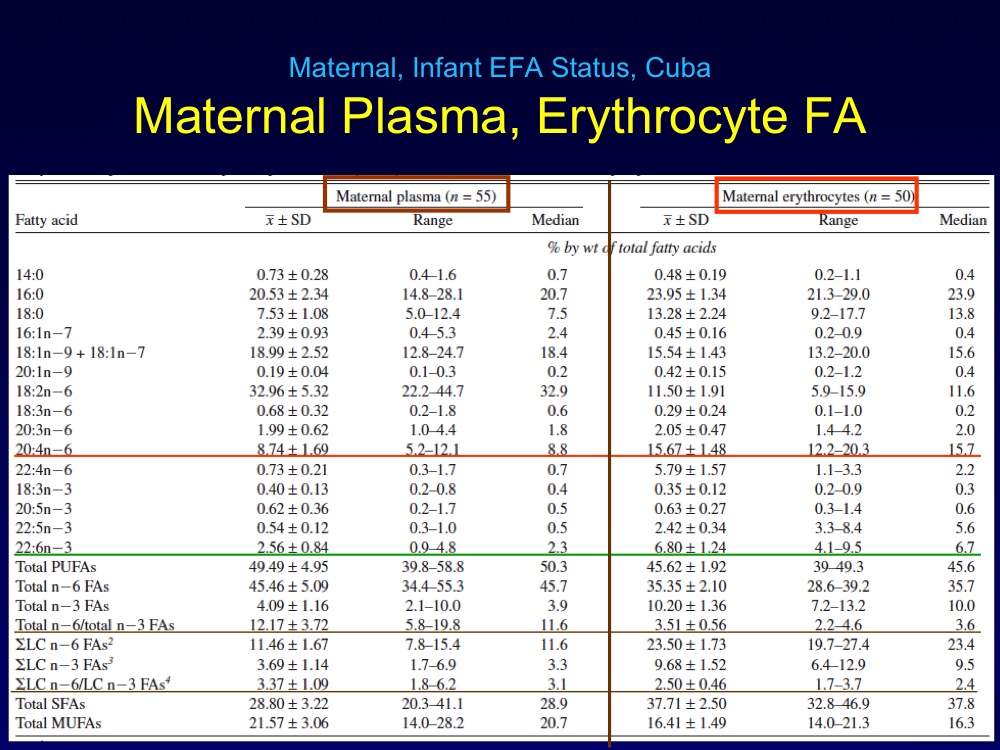 Maternal, Infant EFA Status, Cuba
Maternal Plasma, Erythrocyte FA
Maternal plasma (n = 55) Maternal erythrocytes (n = 50)
Fatty acid x̄ ± SD Range Median x̄ ± SD Range Median
% by wt of total fatty acids
14:0 0.73 ± 0.28 0.4–1.6 0.7 0.48 ± 0.19 0.2–1.1 0.4
16:0 20.53 ± 2.34 14.8–28.1 20.7 23.95 ± 1.34 21.3–29.0 23.9
18:0 7.53 ± 1.08 5.0–12.4 7.5 13.28 ± 2.24 9.2–17.7 13.8
16:1n−7 2.39 ± 0.93 0.4–5.3 2.4 0.45 ± 0.16 0.2–0.9 0.4
18:1n−9 + 18:1n−7 18.99 ± 2.52 12.8–24.7 18.4 15.54 ± 1.43 13.2–20.0 15.6
20:1n−9 0.19 ± 0.04 0.1–0.3 0.2 0.42 ± 0.15 0.2–1.2 0.4
18:2n−6 32.96 ± 5.32 22.2–44.7 32.9 11.50 ± 1.91 5.9–15.9 11.6
18:3n−6 0.68 ± 0.32 0.2–1.8 0.6 0.29 ± 0.24 0.1–1.0 0.2
20:3n−6 1.99 ± 0.62 1.0–4.4 1.8 2.05 ± 0.47 1.4–4.2 2.0
20:4n−6 8.74 ± 1.69 5.2–12.1 8.8 15.67 ± 1.48 12.2–20.3 15.7
22:4n−6 0.73 ± 0.21 0.3–1.7 0.7 5.79 ± 1.57 1.1–3.3 2.2
18:3n−3 0.40 ± 0.13 0.2–0.8 0.4 0.35 ± 0.12 0.2–0.9 0.3
20:5n−3 0.62 ± 0.36 0.2–1.7 0.5 0.63 ± 0.27 0.3–1.4 0.6
22:5n−3 0.54 ± 0.12 0.3–1.0 0.5 2.42 ± 0.34 3.3–8.4 5.6
22:6n−3 2.56 ± 0.84 0.9–4.8 2.3 6.80 ± 1.24 4.1–9.5 6.7
Total PUFAs 49.49 ± 4.95 39.8–58.8 50.3 45.62 ± 1.92 39–49.3 45.6
Total n−6 FAs 45.46 ± 5.09 34.4–55.3 45.7 35.35 ± 2.10 28.6–39.2 35.7
Total n−3 FAs 4.09 ± 1.16 2.1–10.0 3.9 10.20 ± 1.36 7.2–13.2 10.0
Total n−6/total n−3 FAs 12.17 ± 3.72 5.8–19.8 11.6 3.51 ± 0.56 2.2–4.6 3.6
ΣLC n−6 FAs² 11.46 ± 1.67 7.8–15.4 11.6 23.50 ± 1.73 19.7–27.4 23.4
ΣLC n−3 FAs³ 3.69 ± 1.14 1.7–6.9 3.3 9.68 ± 1.52 6.4–12.9 9.5
ΣLC n−6/LC n−3 FAs⁴ 3.37 ± 1.09 1.8–6.2 3.1 2.50 ± 0.46 1.7–3.7 2.4
Total SFAs 28.80 ± 3.22 20.3–41.1 28.9 37.71 ± 2.50 32.8–46.9 37.8
Total MUFAs 21.57 ± 3.06 14.0–28.2 20.7 16.41 ± 1.49 14.0–21.3 16.3